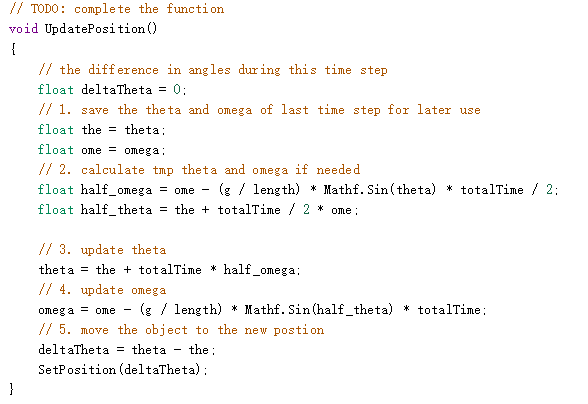 // TODO: complete the function
void UpdatePosition()
{
    // the difference in angles during this time step
    float deltaTheta = 0;
    // 1. save the theta and omega of last time step for later use
    float the = theta;
    float ome = omega;
    // 2. calculate tmp theta and omega if needed
    float half_omega = ome - (g / length) * Mathf.Sin(theta) * totalTime / 2;
    float half_theta = the + totalTime / 2 * ome;

    // 3. update theta
    theta = the + totalTime * half_omega;
    // 4. update omega
    omega = ome - (g / length) * Mathf.Sin(half_theta) * totalTime;
    // 5. move the object to the new postion
    deltaTheta = theta - the;
    SetPosition(deltaTheta);
}